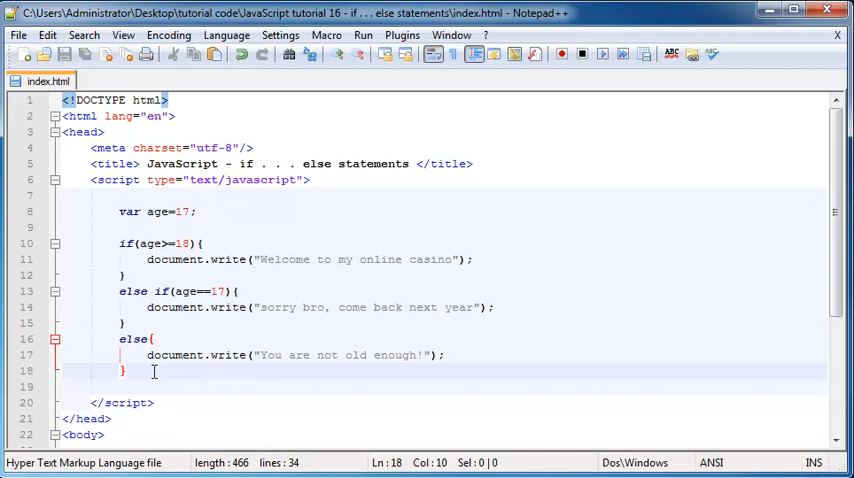 C:\Users\Administrator\Desktop\tutorial code\JavaScript tutorial 16 - if . . . else statements\index.html - Notepad++
File Edit Search View Encoding Language Settings Macro Run Plugins Window ? X
index.html
1 <!DOCTYPE html>
2 <html lang="en">
3 <head>
4 <meta charset="utf-8"/>
5 <title> JavaScript - if . . . else statements </title>
6 <script type="text/javascript">
7
8 var age=17;
9
10 if(age>=18){
11 document.write("Welcome to my online casino");
12 }
13 else if(age==17){
14 document.write("sorry bro, come back next year");
15 }
16 else{
17 document.write("You are not old enough!");
18 }
19
20 </script>
21 </head>
22 <body>
Hyper Text Markup Language file length : 466 lines : 34 Ln : 18 Col : 10 Sel : 0 | 0 Dos\Windows ANSI INS